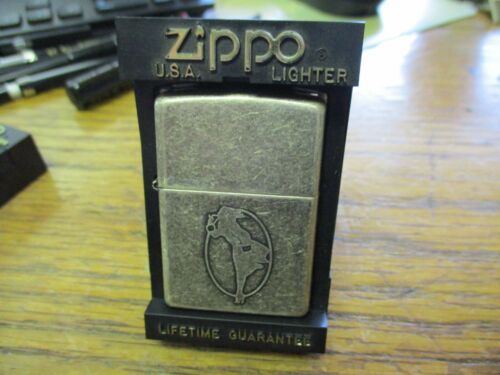 Zippo ®
U.S.A. LIGHTER
LIFETIME GUARANTEE